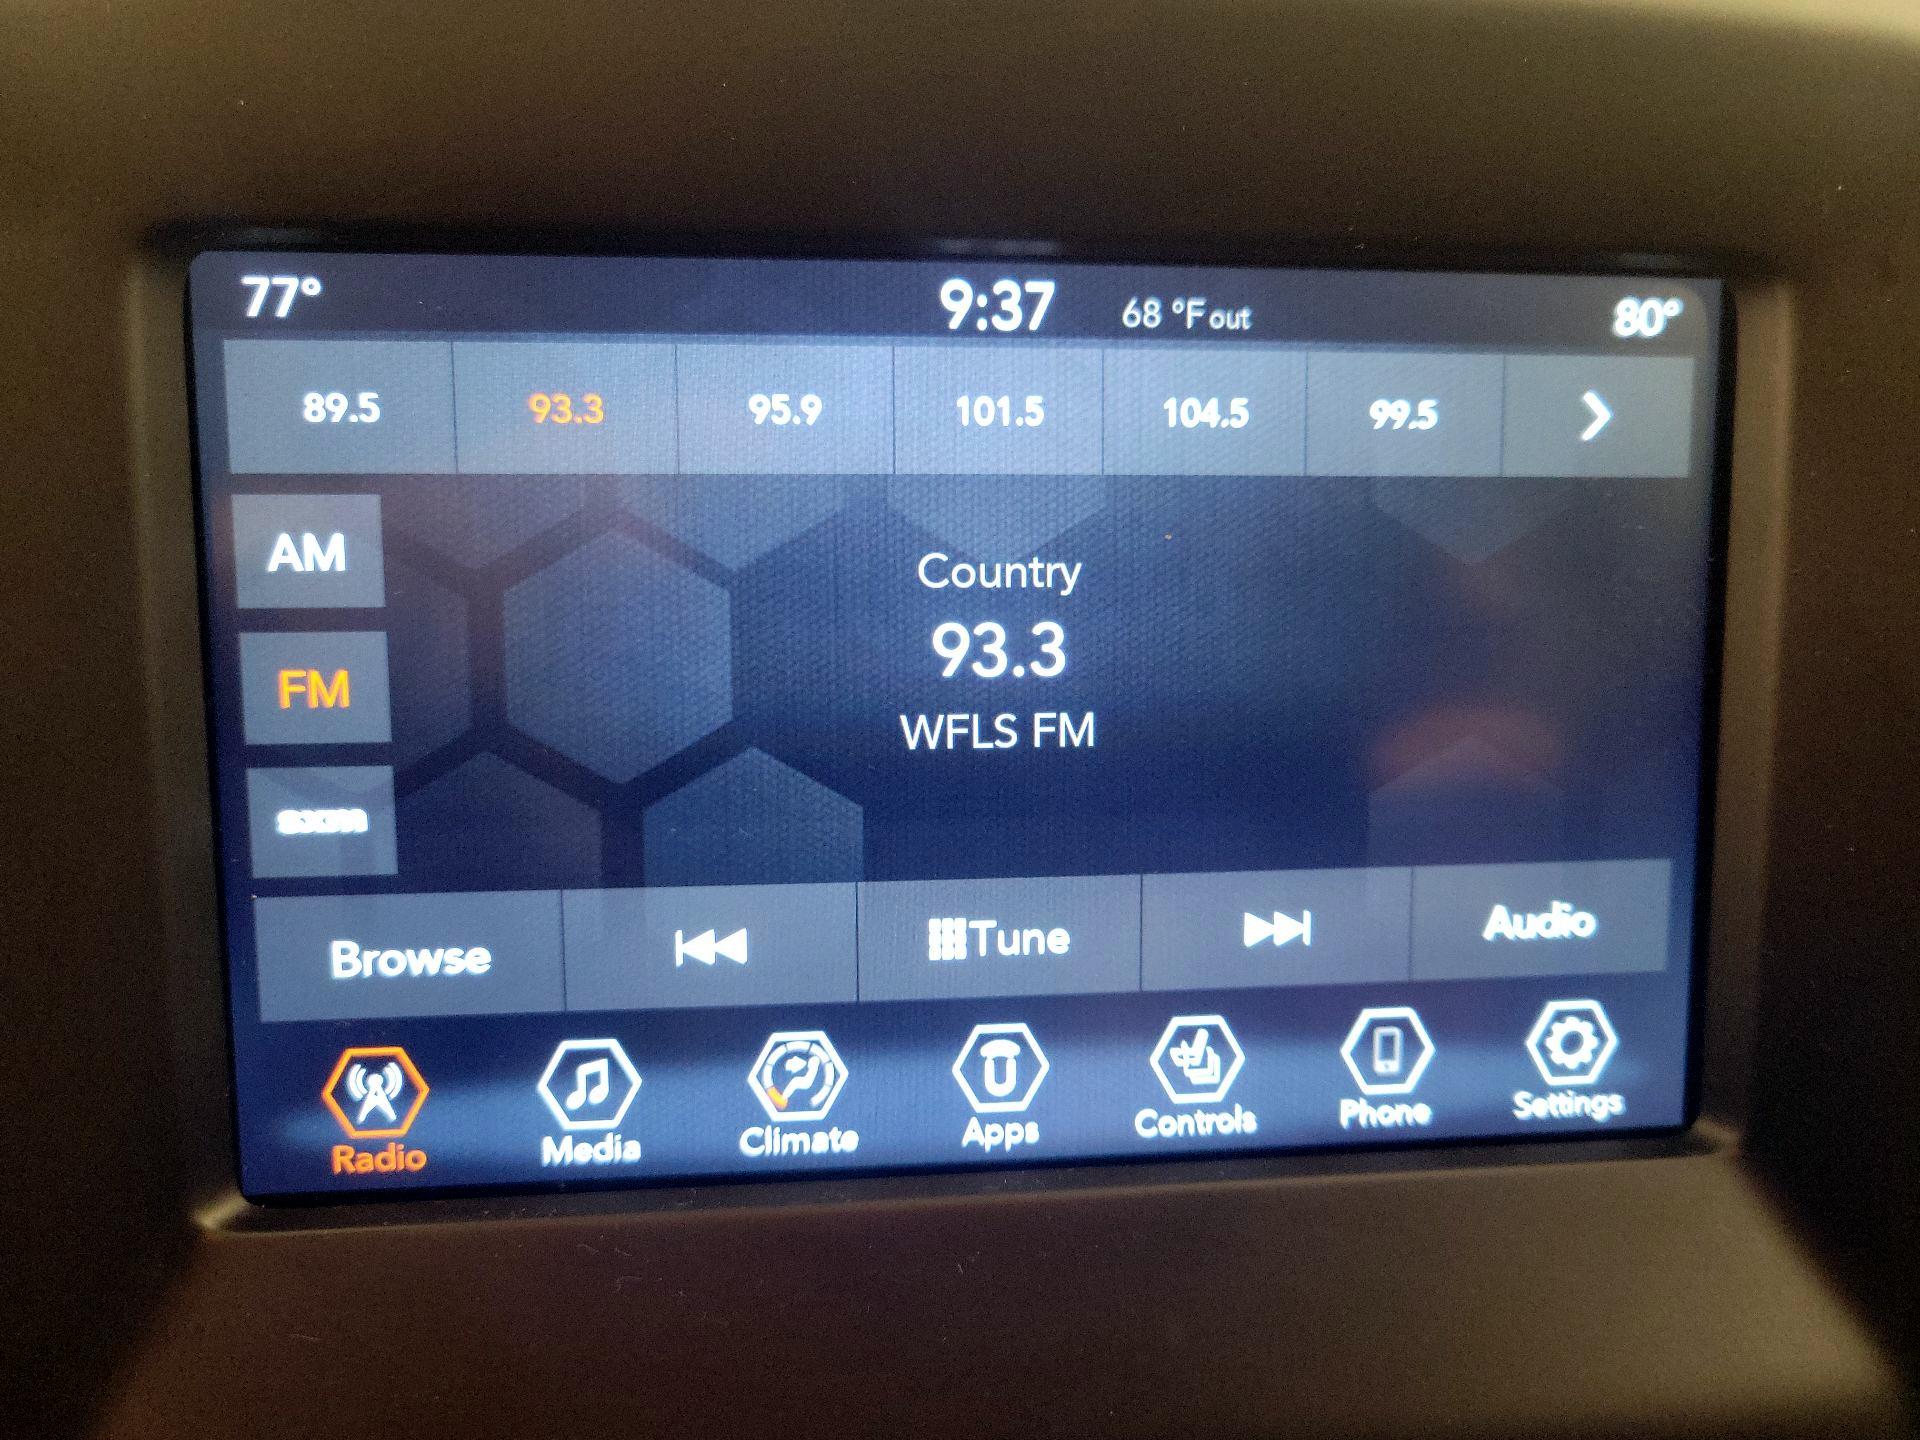 77° 9:37 68 °F out 80°
89.5 93.3 95.9 101.5 104.5 99.5
AM
Country
93.3
FM
WFLS FM
sxm
Browse Tune Audio
Radio Media Climate Apps Controls Phone Settings